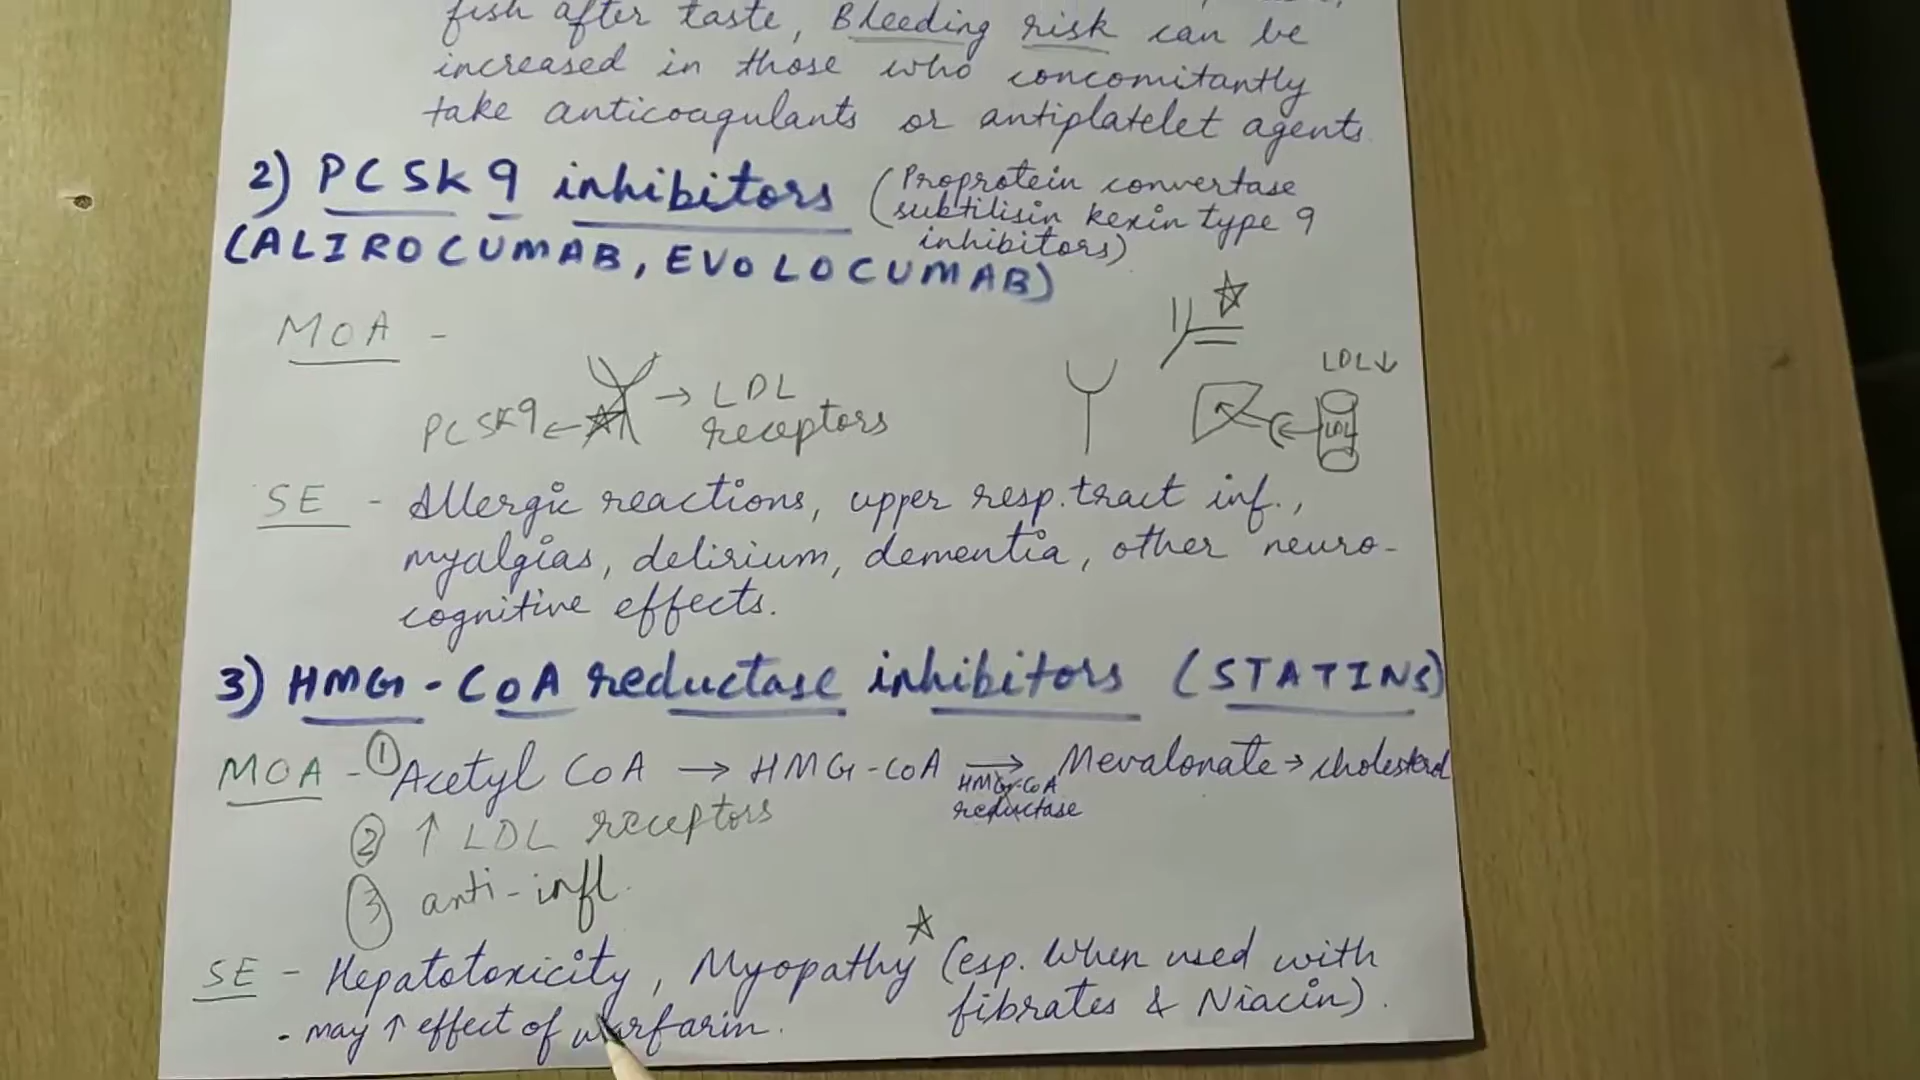 fish after taste, Bleeding risk can be
increased in those who concomitantly
take anticoagulants or antiplatelet agents.
2) PCSK9 inhibitors (Proprotein convertase
subtilisin kexin type 9
inhibitors)
(ALIROCUMAB, EVOLOCUMAB)
MOA -
LDL↓
PCSK9 ← → LDL
receptors
LDL
SE - Allergic reactions, upper resp. tract inf.,
myalgias, delirium, dementia, other neuro-
cognitive effects.
3) HMG-CoA reductase inhibitors (STATINS)
MOA - ① Acetyl CoA → HMG-CoA → Mevalonate → cholesterol
HMG-CoA
reductase
② ↑ LDL receptors
③ anti-infl.
SE - Hepatotoxicity, Myopathy☆ (esp. when used with
fibrates & Niacin).
- may ↑ effect of warfarin.